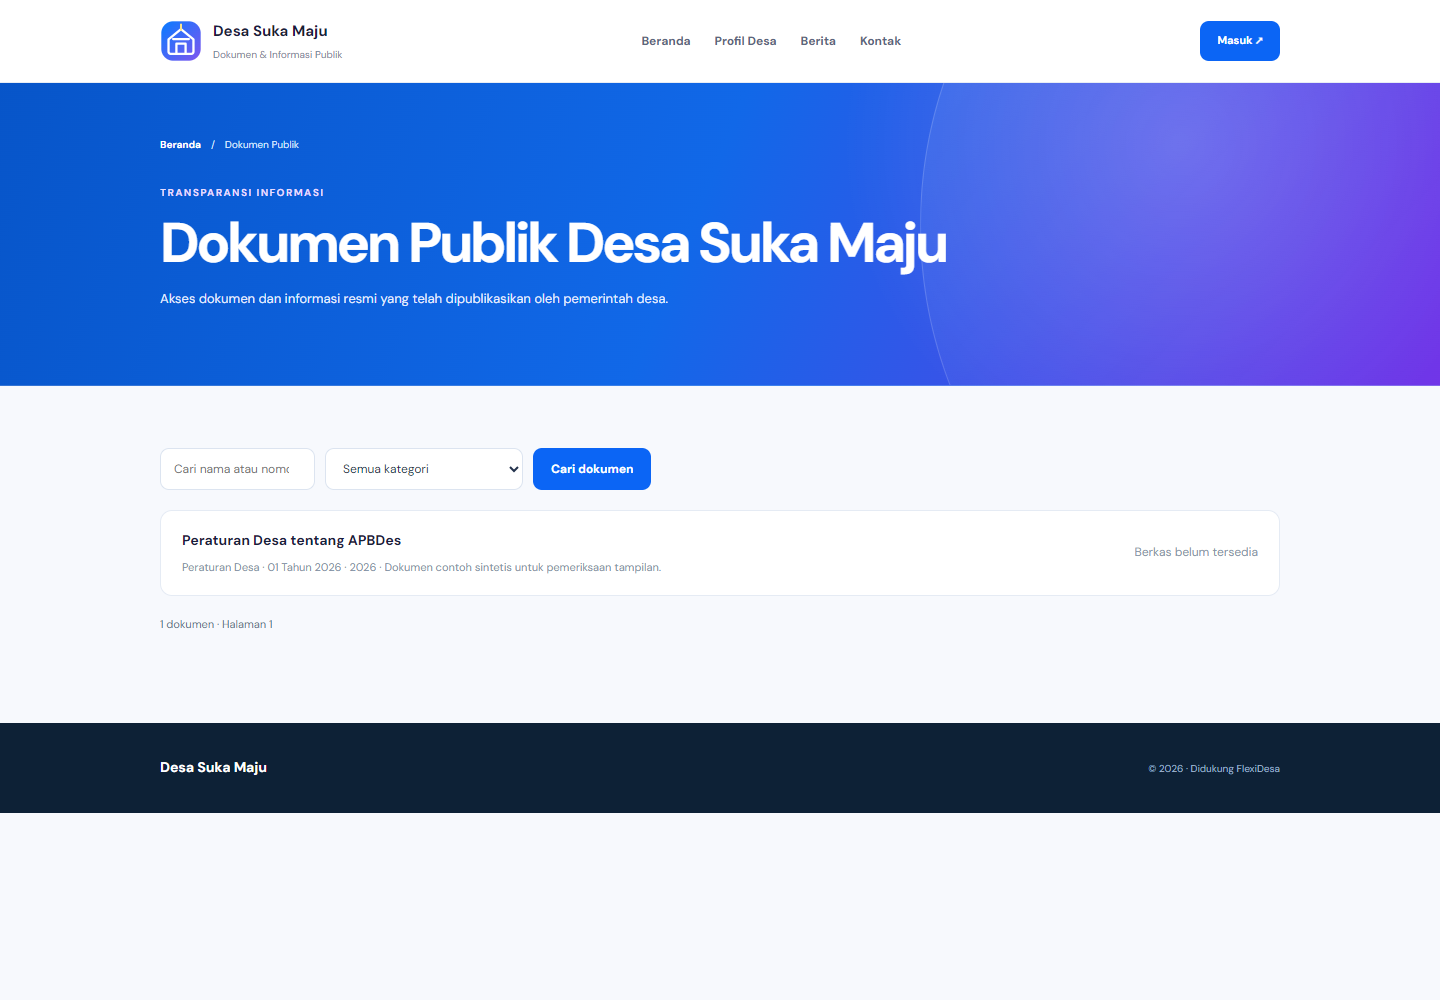 Desa Suka Maju
Dokumen & Informasi Publik
Beranda Profil Desa Berita Kontak
Masuk ↗
Beranda / Dokumen Publik
TRANSPARANSI INFORMASI
Dokumen Publik Desa Suka Maju
Akses dokumen dan informasi resmi yang telah dipublikasikan oleh pemerintah desa.
Cari nama atau nomo
Semua kategori
Cari dokumen
Peraturan Desa tentang APBDes
Peraturan Desa · 01 Tahun 2026 · 2026 · Dokumen contoh sintetis untuk pemeriksaan tampilan.
Berkas belum tersedia
1 dokumen · Halaman 1
Desa Suka Maju
© 2026 · Didukung FlexiDesa